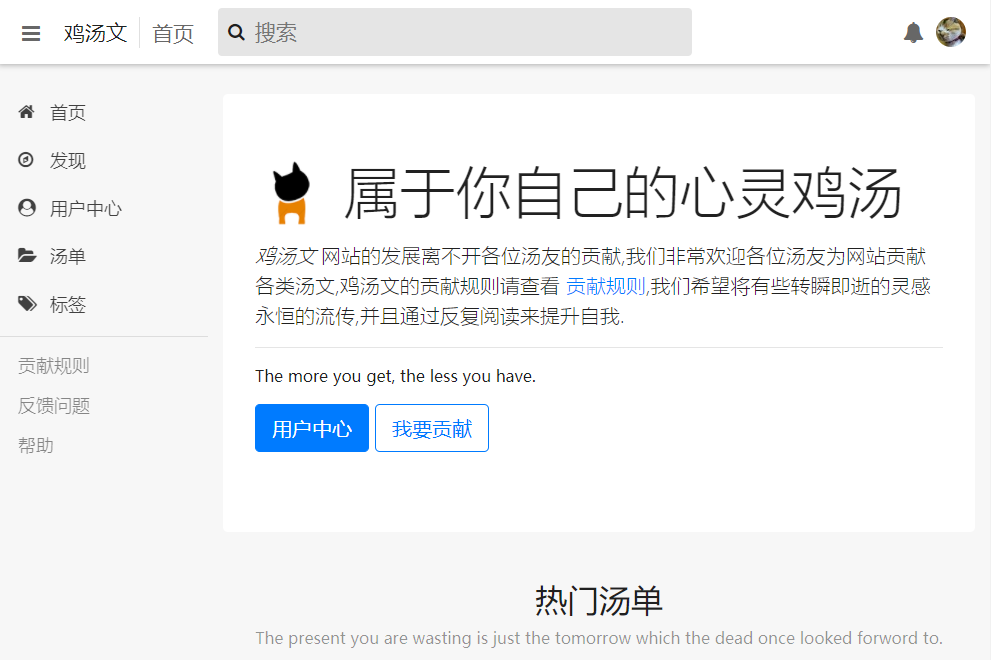 鸡汤文 首页 搜索
首页
发现
用户中心
汤单
标签
贡献规则
反馈问题
帮助
属于你自己的心灵鸡汤
鸡汤文 网站的发展离不开各位汤友的贡献,我们非常欢迎各位汤友为网站贡献
各类汤文,鸡汤文的贡献规则请查看 贡献规则,我们希望将有些转瞬即逝的灵感
永恒的流传,并且通过反复阅读来提升自我.
The more you get, the less you have.
用户中心 我要贡献
热门汤单
The present you are wasting is just the tomorrow which the dead once looked forword to.